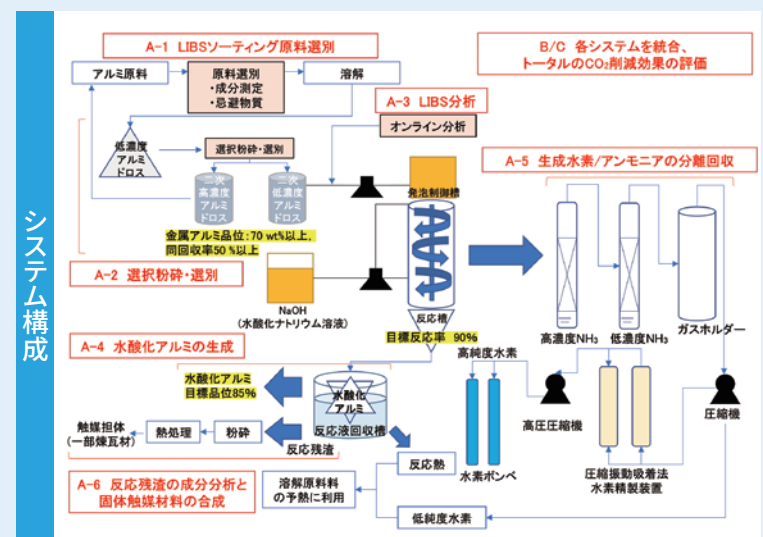 システム構成
A-1 LIBSソーティング原料選別
B/C 各システムを統合、
トータルのCO₂削減効果の評価
アルミ原料
原料選別
・成分測定
・忌避物質
溶解
A-3 LIBS分析
オンライン分析
低濃度
アルミ
ドロス
選択粉砕・選別
二次
高濃度
アルミ
ドロス
二次
低濃度
アルミ
ドロス
発泡制御槽
A-5 生成水素/アンモニアの分離回収
金属アルミ品位:70 wt%以上,
同回収率50 %以上
A-2 選択粉砕・選別
NaOH
(水酸化ナトリウム溶液)
反応槽
目標反応率 90%
高濃度NH₃
低濃度NH₃
ガスホルダー
A-4 水酸化アルミの生成
高純度水素
水酸化アルミ
目標品位85%
水酸化
アルミ
反応液回収槽
高圧圧縮機
圧縮機
触媒担体
(一部煉瓦材)
熱処理
粉砕
反応残渣
反応熱
水素ボンベ
圧縮振動吸着法
水素精製装置
A-6 反応残渣の成分分析と
固体触媒材料の合成
溶解原料料
の予熱に利用
低純度水素